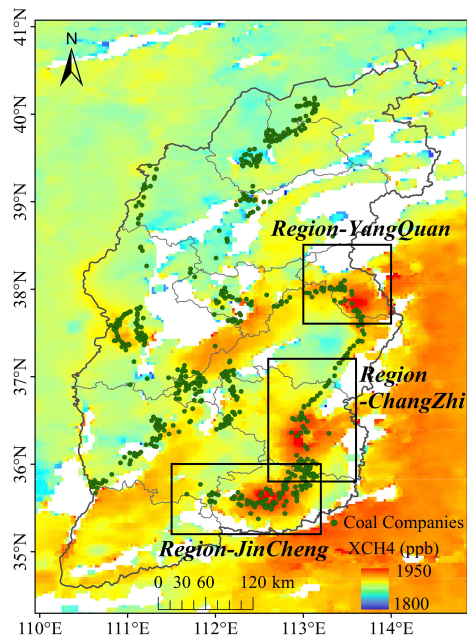 41°N
N
40°N
39°N
Region-YangQuan
38°N
37°N
Region
-ChangZhi
36°N
Coal Companies
35°N
Region-JinCheng
XCH4 (ppb)
0 30 60 120 km
1950
1800
110°E 111°E 112°E 113°E 114°E